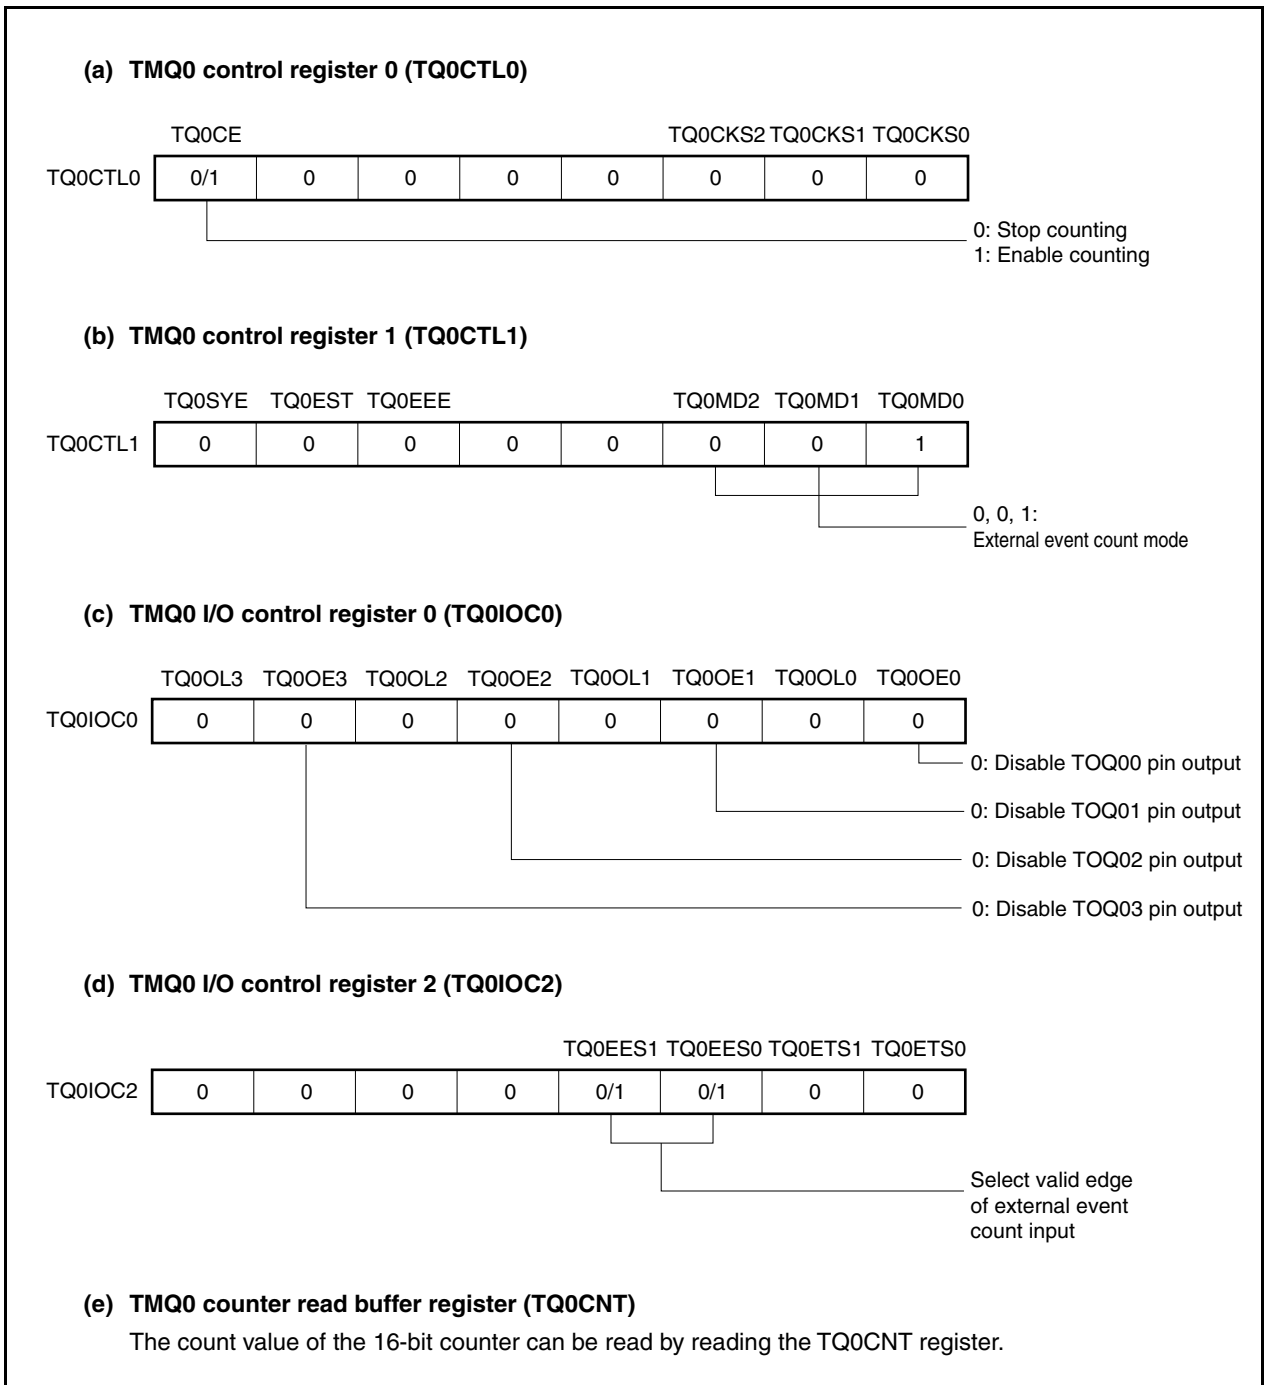 (a) TMQ0 control register 0 (TQ0CTL0)
TQ0CE TQ0CKS2 TQ0CKS1 TQ0CKS0
TQ0CTL0 0/1 0 0 0 0 0 0 0
0: Stop counting
1: Enable counting
(b) TMQ0 control register 1 (TQ0CTL1)
TQ0SYE TQ0EST TQ0EEE TQ0MD2 TQ0MD1 TQ0MD0
TQ0CTL1 0 0 0 0 0 0 0 1
0, 0, 1:
External event count mode
(c) TMQ0 I/O control register 0 (TQ0IOC0)
TQ0OL3 TQ0OE3 TQ0OL2 TQ0OE2 TQ0OL1 TQ0OE1 TQ0OL0 TQ0OE0
TQ0IOC0 0 0 0 0 0 0 0 0
0: Disable TOQ00 pin output
0: Disable TOQ01 pin output
0: Disable TOQ02 pin output
0: Disable TOQ03 pin output
(d) TMQ0 I/O control register 2 (TQ0IOC2)
TQ0EES1 TQ0EES0 TQ0ETS1 TQ0ETS0
TQ0IOC2 0 0 0 0 0/1 0/1 0 0
Select valid edge
of external event
count input
(e) TMQ0 counter read buffer register (TQ0CNT)
The count value of the 16-bit counter can be read by reading the TQ0CNT register.